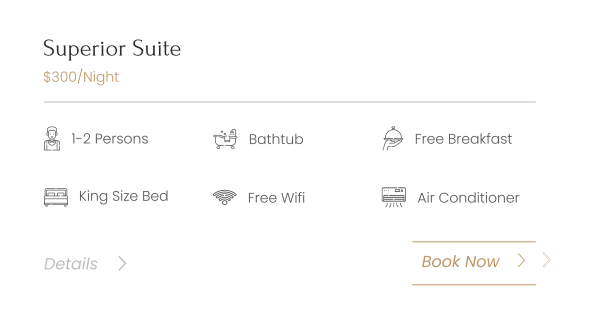 Superior Suite
$300/Night
1-2 Persons
Bathtub
Free Breakfast
King Size Bed
Free Wifi
Air Conditioner
Details
Book Now